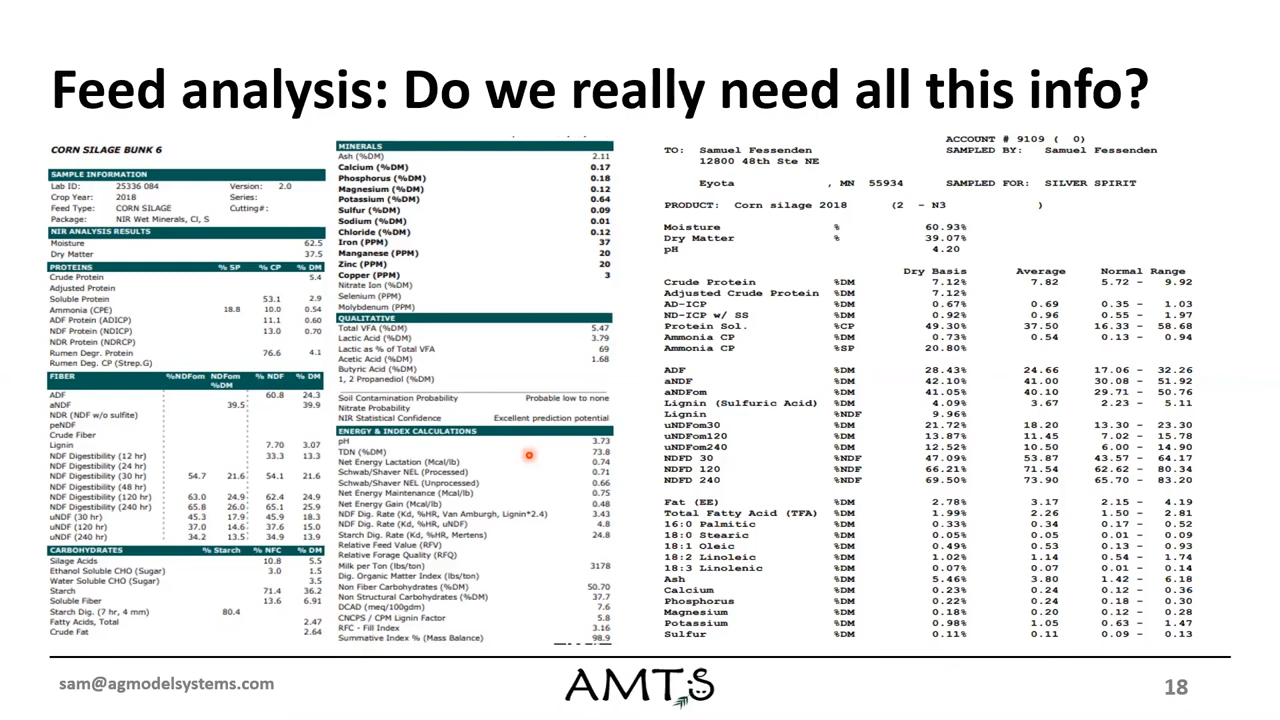 Feed analysis: Do we really need all this info?
CORN SILAGE BUNK 6
SAMPLE INFORMATION
Lab ID: 25336 084 Version: 2.0
Crop Year: 2018 Series:
Feed Type: CORN SILAGE Cutting#:
Package: NIR Wet Minerals, CI, S
NIR ANALYSIS RESULTS
Moisture 62.5
Dry Matter 37.5
PROTEINS % SP % CP % DM
Crude Protein 5.4
Adjusted Protein
Soluble Protein 53.1 2.9
Ammonia (CPE) 18.8 10.0 0.54
ADF Protein (ADICP) 11.1 0.60
NDF Protein (NDICP) 13.0 0.70
NDR Protein (NDRCP)
Rumen Degr. Protein 76.6 4.1
Rumen Deg. CP (Strep.G)
FIBER %NDFom NDFom %DM % NDF % DM
ADF 60.8 24.3
aNDF 39.5 39.9
NDR (NDF w/o sulfite)
peNDF
Crude Fiber
Lignin 7.70 3.07
NDF Digestibility (12 hr) 33.3 13.3
NDF Digestibility (24 hr)
NDF Digestibility (30 hr) 54.7 21.6 54.1 21.6
NDF Digestibility (48 hr)
NDF Digestibility (120 hr) 63.0 24.9 62.4 24.9
NDF Digestibility (240 hr) 65.8 26.0 65.1 25.9
uNDF (30 hr) 45.3 17.9 45.9 18.3
uNDF (120 hr) 37.0 14.6 37.6 15.0
uNDF (240 hr) 34.2 13.5 34.9 13.9
CARBOHYDRATES % Starch % NFC % DM
Silage Acids 10.8 5.5
Ethanol Soluble CHO (Sugar) 3.0 1.5
Water Soluble CHO (Sugar) 3.5
Starch 71.4 36.2
Soluble Fiber 13.6 6.91
Starch Dig. (7 hr, 4 mm) 80.4
Fatty Acids, Total 2.47
Crude Fat 2.64
MINERALS
Ash (%DM) 2.11
Calcium (%DM) 0.17
Phosphorus (%DM) 0.18
Magnesium (%DM) 0.12
Potassium (%DM) 0.64
Sulfur (%DM) 0.09
Sodium (%DM) 0.01
Chloride (%DM) 0.12
Iron (PPM) 37
Manganese (PPM) 20
Zinc (PPM) 20
Copper (PPM) 3
Nitrate Ion (%DM)
Selenium (PPM)
Molybdenum (PPM)
QUALITATIVE
Total VFA (%DM) 5.47
Lactic Acid (%DM) 3.79
Lactic as % of Total VFA 69
Acetic Acid (%DM) 1.68
Butyric Acid (%DM)
1, 2 Propanediol (%DM)
Soil Contamination Probability Probable low to none
Nitrate Probability
NIR Statistical Confidence Excellent prediction potential
ENERGY & INDEX CALCULATIONS
pH 3.73
TDN (%DM) 73.8
Net Energy Lactation (Mcal/lb) 0.74
Schwab/Shaver NEL (Processed) 0.71
Schwab/Shaver NEL (Unprocessed) 0.66
Net Energy Maintenance (Mcal/lb) 0.75
Net Energy Gain (Mcal/lb) 0.48
NDF Dig. Rate (Kd, %HR, Van Amburgh, Lignin*2.4) 3.43
NDF Dig. Rate (Kd, %HR, uNDF) 4.8
Starch Dig. Rate (Kd, %HR, Mertens) 24.8
Relative Feed Value (RFV)
Relative Forage Quality (RFQ)
Milk per Ton (lbs/ton) 3178
Dig. Organic Matter Index (lbs/ton)
Non Fiber Carbohydrates (%DM) 50.70
Non Structural Carbohydrates (%DM) 37.7
DCAD (meq/100gdm) 7.6
CNCPS / CPM Lignin Factor 5.8
RFC - Fill Index 3.16
Summative Index % (Mass Balance) 98.9
ACCOUNT # 9109 ( 0)
TO: Samuel Fessenden SAMPLED BY: Samuel Fessenden
12800 48th Ste NE
Eyota , MN 55934 SAMPLED FOR: SILVER SPIRIT
PRODUCT: Corn silage 2018 (2 - N3 )
Moisture % 60.93%
Dry Matter % 39.07%
pH 4.20
Dry Basis Average Normal Range
Crude Protein %DM 7.12% 7.82 5.72 - 9.92
Adjusted Crude Protein %DM 7.12%
AD-ICP %DM 0.67% 0.69 0.35 - 1.03
ND-ICP w/ SS %DM 0.92% 0.96 0.55 - 1.97
Protein Sol. %CP 49.30% 37.50 16.33 - 58.68
Ammonia CP %DM 0.73% 0.54 0.13 - 0.94
Ammonia CP %SP 20.80%
ADF %DM 28.43% 24.66 17.06 - 32.26
aNDF %DM 42.10% 41.00 30.08 - 51.92
aNDFom %DM 41.05% 40.10 29.71 - 50.76
Lignin (Sulfuric Acid) %DM 4.09% 3.67 2.23 - 5.11
Lignin %NDF 9.96%
uNDFom30 %DM 21.72% 18.20 13.30 - 23.30
uNDFom120 %DM 13.87% 11.45 7.02 - 15.78
uNDFom240 %DM 12.52% 10.50 6.00 - 14.90
NDFD 30 %NDF 47.09% 53.87 43.57 - 64.17
NDFD 120 %NDF 66.21% 71.54 62.62 - 80.34
NDFD 240 %NDF 69.50% 73.90 65.70 - 83.20
Fat (EE) %DM 2.78% 3.17 2.15 - 4.19
Total Fatty Acid (TFA) %DM 1.99% 2.26 1.50 - 2.81
16:0 Palmitic %DM 0.33% 0.34 0.17 - 0.52
18:0 Stearic %DM 0.05% 0.05 0.01 - 0.09
18:1 Oleic %DM 0.49% 0.53 0.13 - 0.93
18:2 Linoleic %DM 1.02% 1.14 0.54 - 1.74
18:3 Linolenic %DM 0.07% 0.07 0.01 - 0.14
Ash %DM 5.46% 3.80 1.42 - 6.18
Calcium %DM 0.23% 0.24 0.12 - 0.36
Phosphorus %DM 0.22% 0.24 0.18 - 0.30
Magnesium %DM 0.18% 0.20 0.12 - 0.28
Potassium %DM 0.98% 1.05 0.63 - 1.47
Sulfur %DM 0.11% 0.11 0.09 - 0.13
sam@agmodelsystems.com
AMTS
18